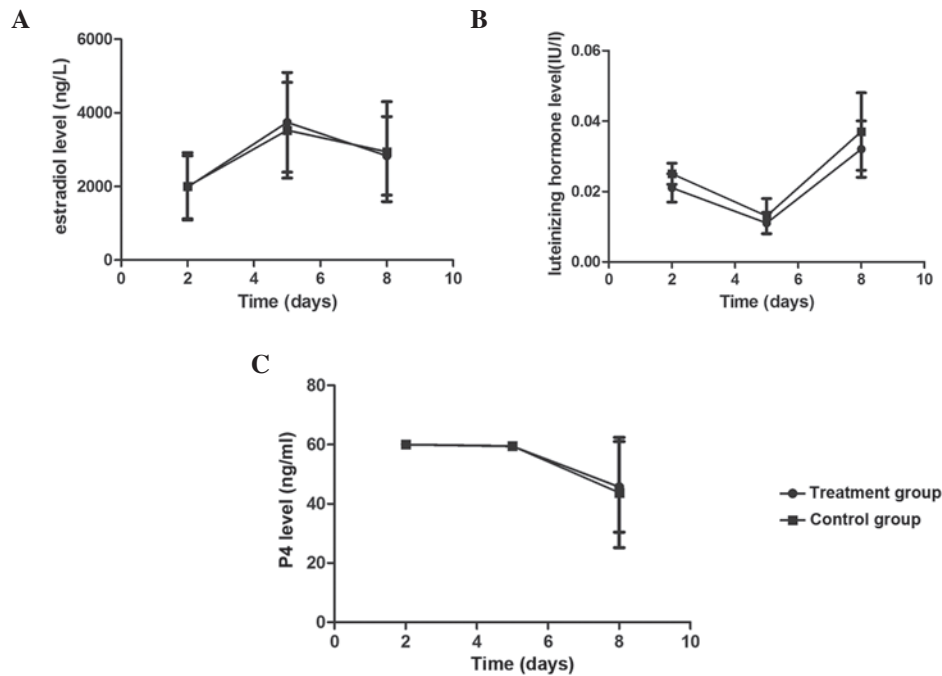 A
estradiol level (ng/L)
6000
4000
2000
0
0 2 4 6 8 10
Time (days)
B
luteinizing hormone level(IU/l)
0.06
0.04
0.02
0.00
0 2 4 6 8 10
Time (days)
C
P4 level (ng/ml)
80
60
40
20
0
0 2 4 6 8 10
Time (days)
Treatment group
Control group